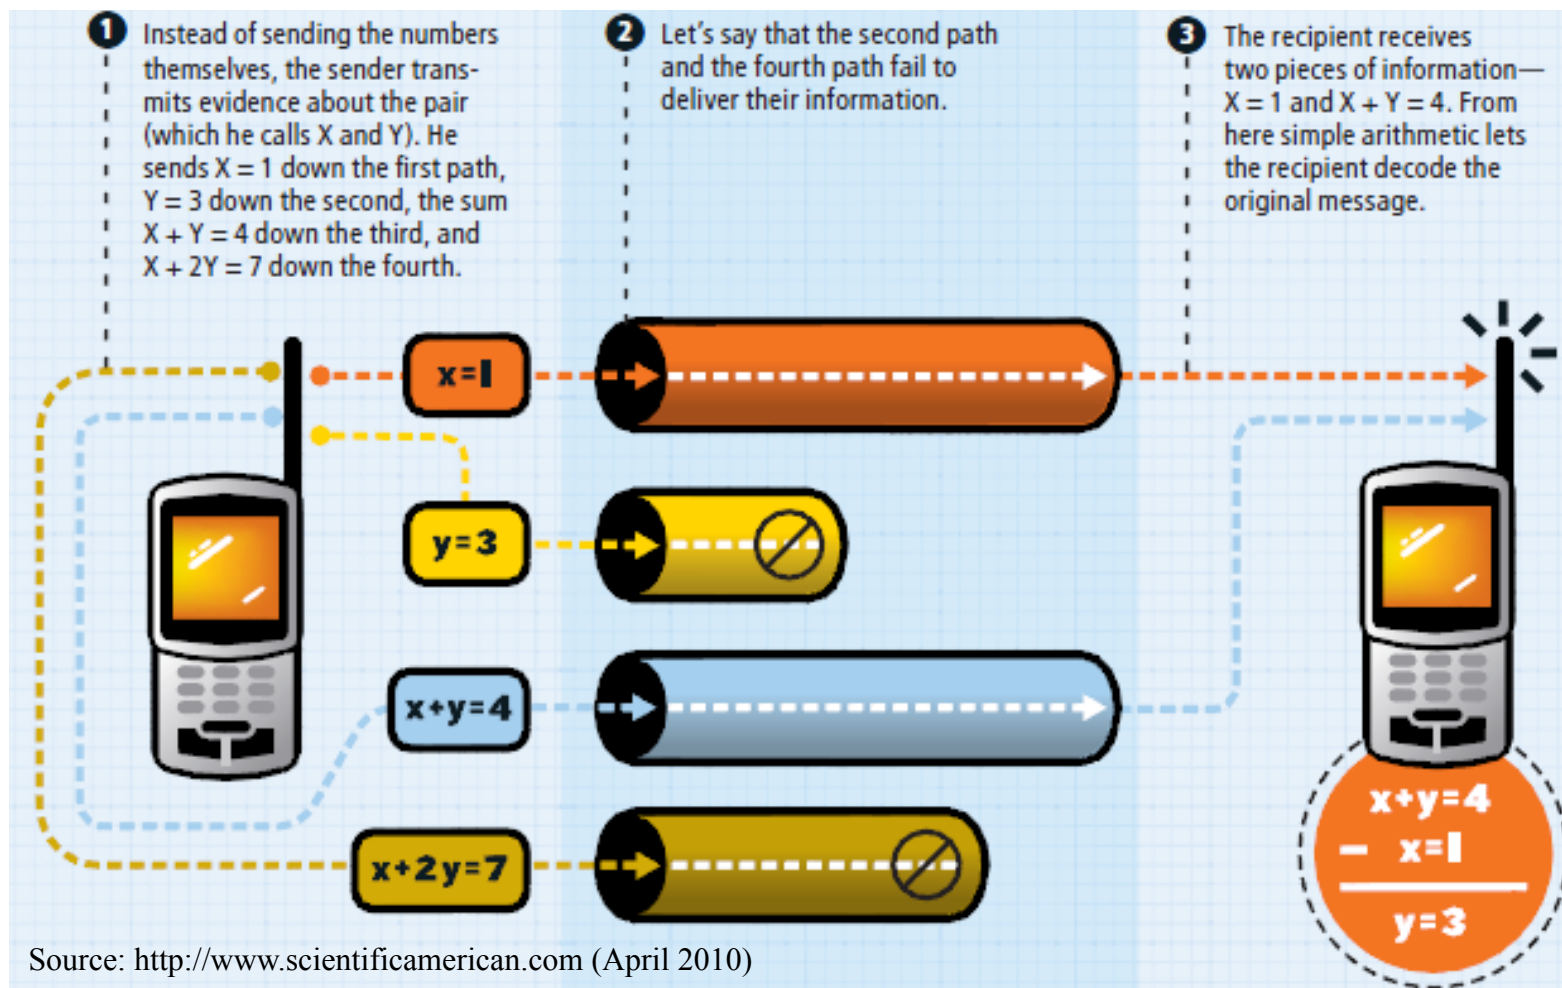 1 Instead of sending the numbers
themselves, the sender trans-
mits evidence about the pair
(which he calls X and Y). He
sends X = 1 down the first path,
Y = 3 down the second, the sum
X + Y = 4 down the third, and
X + 2Y = 7 down the fourth.
2 Let's say that the second path
and the fourth path fail to
deliver their information.
3 The recipient receives
two pieces of information—
X = 1 and X + Y = 4. From
here simple arithmetic lets
the recipient decode the
original message.
x=1
y=3
x+y=4
x+2y=7
x+y=4
– x=1
y=3
Source: http://www.scientificamerican.com (April 2010)